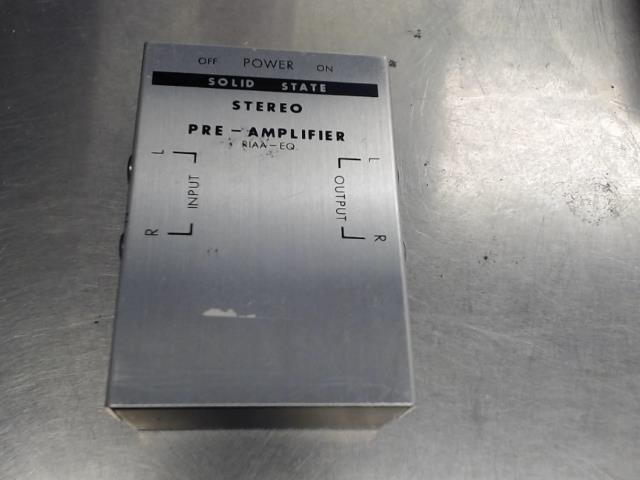 OFF POWER ON
SOLID STATE
STEREO
PRE-AMPLIFIER
RIAA-EQ.
L
INPUT
R
L
OUTPUT
R